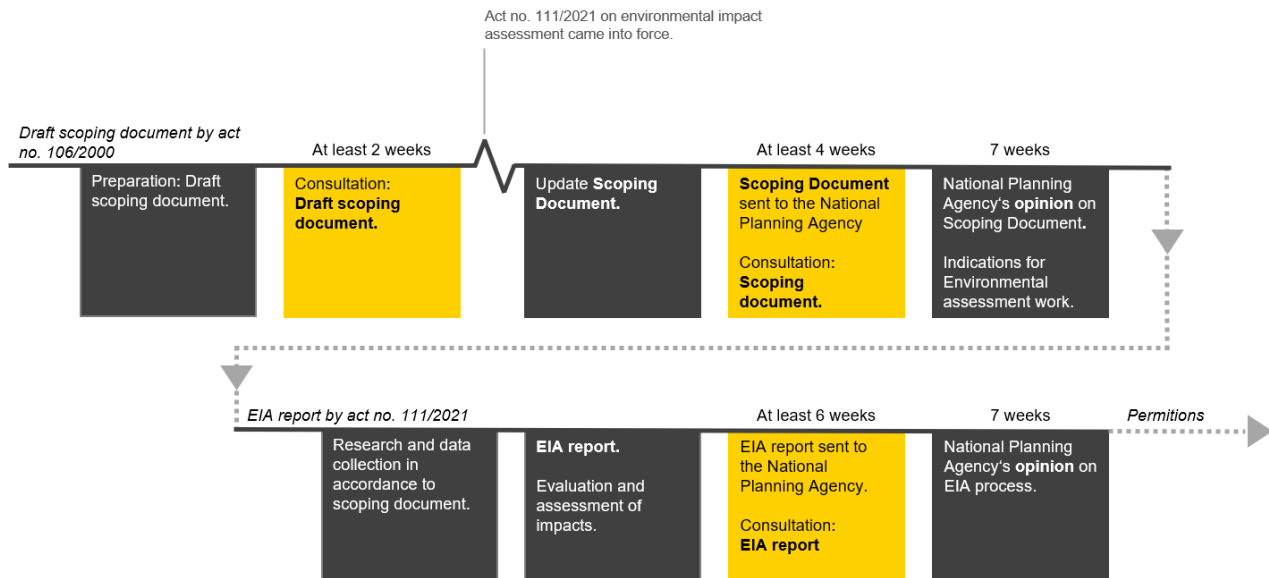 Act no. 111/2021 on environmental impact
assessment came into force.
Draft scoping document by act
no. 106/2000
At least 2 weeks
At least 4 weeks
7 weeks
Preparation: Draft
scoping document.
Consultation:
Draft scoping
document.
Update Scoping
Document.
Scoping Document
sent to the National
Planning Agency
Consultation:
Scoping
document.
National Planning
Agency‘s opinion on
Scoping Document.
Indications for
Environmental
assessment work.
EIA report by act no. 111/2021
At least 6 weeks
7 weeks
Permitions
Research and data
collection in
accordance to
scoping document.
EIA report.
Evaluation and
assessment of
impacts.
EIA report sent to
the National
Planning Agency.
Consultation:
EIA report
National Planning
Agency‘s opinion on
EIA process.